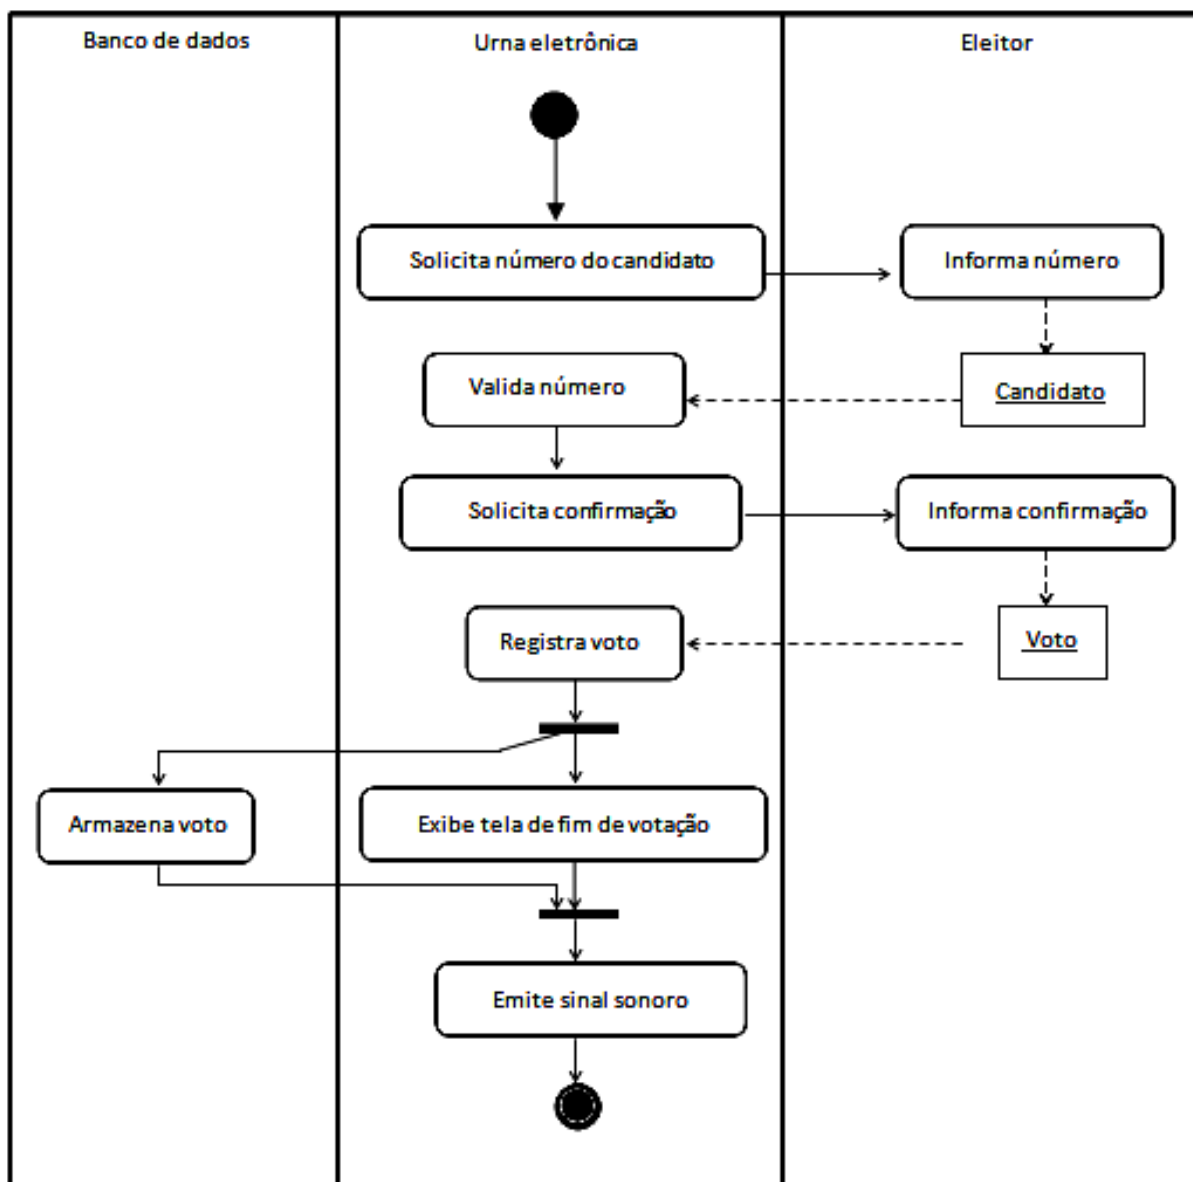 Banco de dados
Urna eletrônica
Eleitor
Solicita número do candidato
Informa número
Valida número
Candidato
Solicita confirmação
Informa confirmação
Registra voto
Voto
Armazena voto
Exibe tela de fim de votação
Emite sinal sonoro